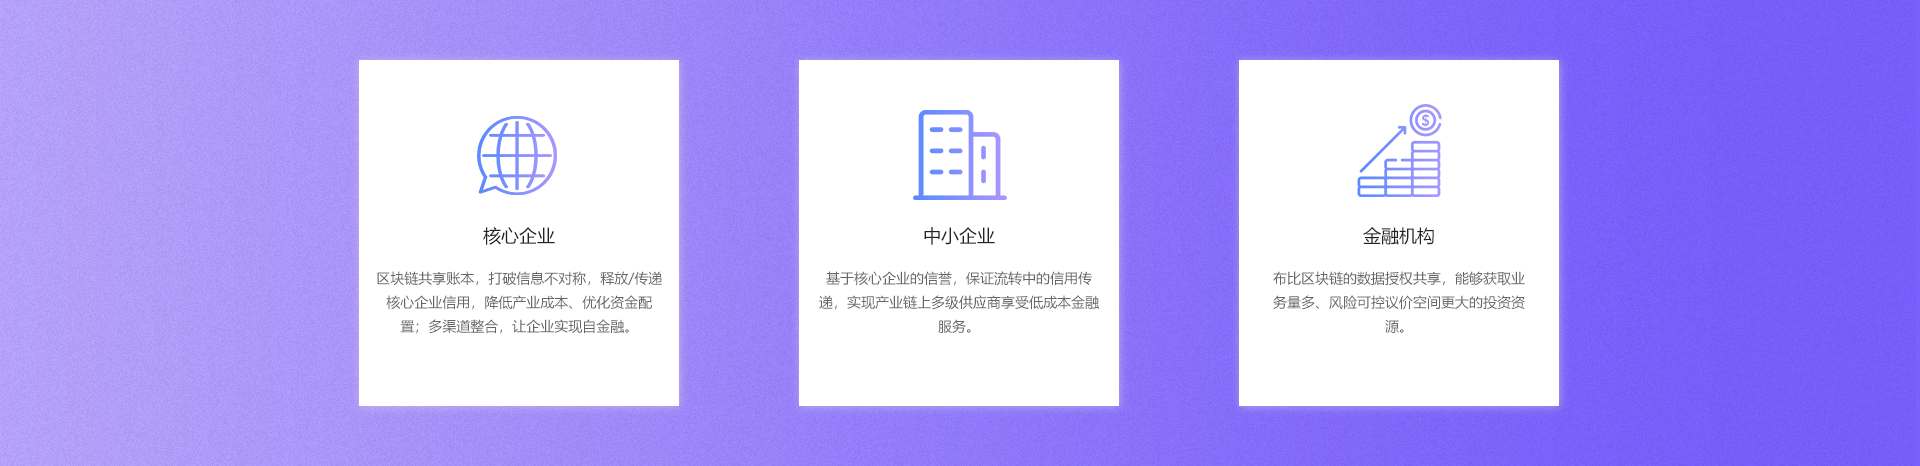 核心企业
区块链共享账本，打破信息不对称，释放/传递
核心企业信用，降低产业成本、优化资金配
置；多渠道整合，让企业实现自金融。
中小企业
基于核心企业的信誉，保证流转中的信用传
递，实现产业链上多级供应商享受低成本金融
服务。
$
金融机构
布比区块链的数据授权共享，能够获取业
务量多、风险可控议价空间更大的投资资
源。